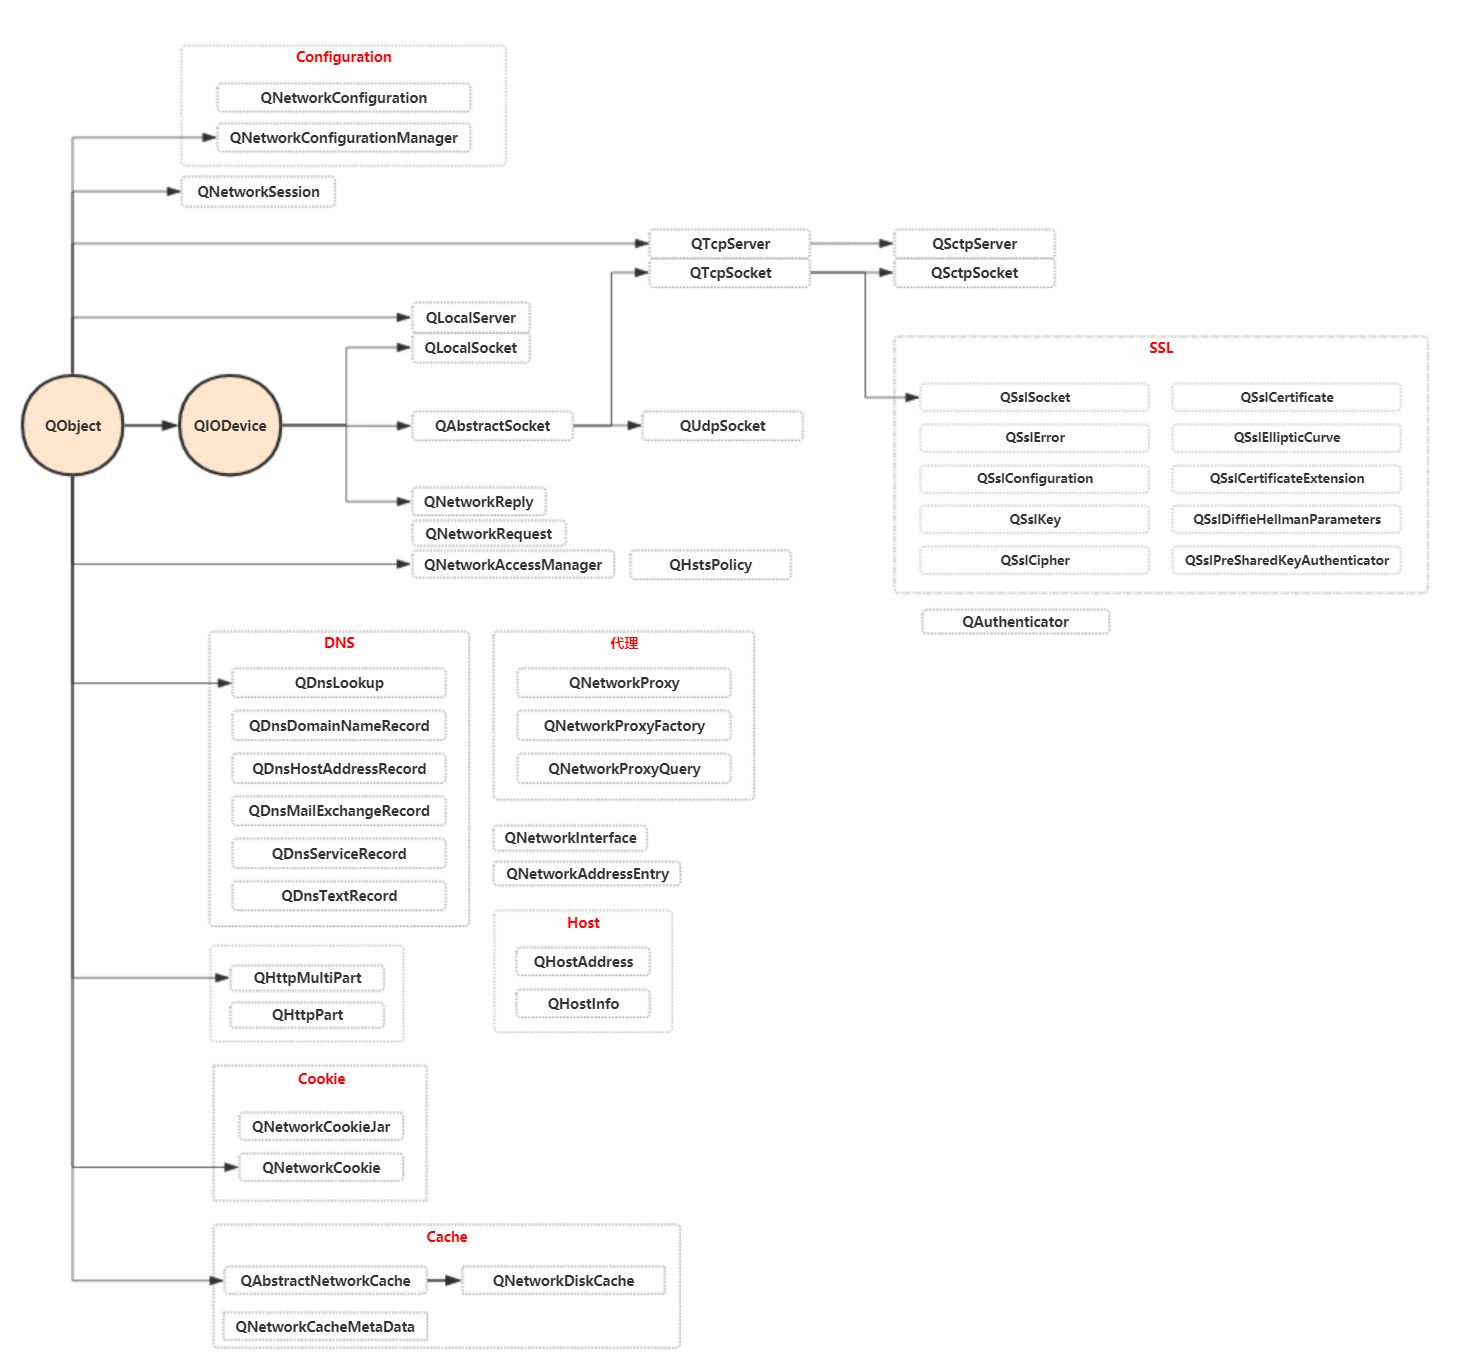 Configuration
QNetworkConfiguration
QNetworkConfigurationManager
QNetworkSession
QTcpServer
QSctpServer
QTcpSocket
QSctpSocket
QLocalServer
QLocalSocket
QObject
QIODevice
QAbstractSocket
QUdpSocket
SSL
QSslSocket
QSslCertificate
QSslError
QSslEllipticCurve
QSslConfiguration
QSslCertificateExtension
QSslKey
QSslDiffieHellmanParameters
QSslCipher
QSslPreSharedKeyAuthenticator
QAuthenticator
QNetworkReply
QNetworkRequest
QNetworkAccessManager
QHstsPolicy
DNS
QDnsLookup
QDnsDomainNameRecord
QDnsHostAddressRecord
QDnsMailExchangeRecord
QDnsServiceRecord
QDnsTextRecord
代理
QNetworkProxy
QNetworkProxyFactory
QNetworkProxyQuery
QNetworkInterface
QNetworkAddressEntry
Host
QHostAddress
QHostInfo
QHttpMultiPart
QHttpPart
Cookie
QNetworkCookieJar
QNetworkCookie
Cache
QAbstractNetworkCache
QNetworkDiskCache
QNetworkCacheMetaData